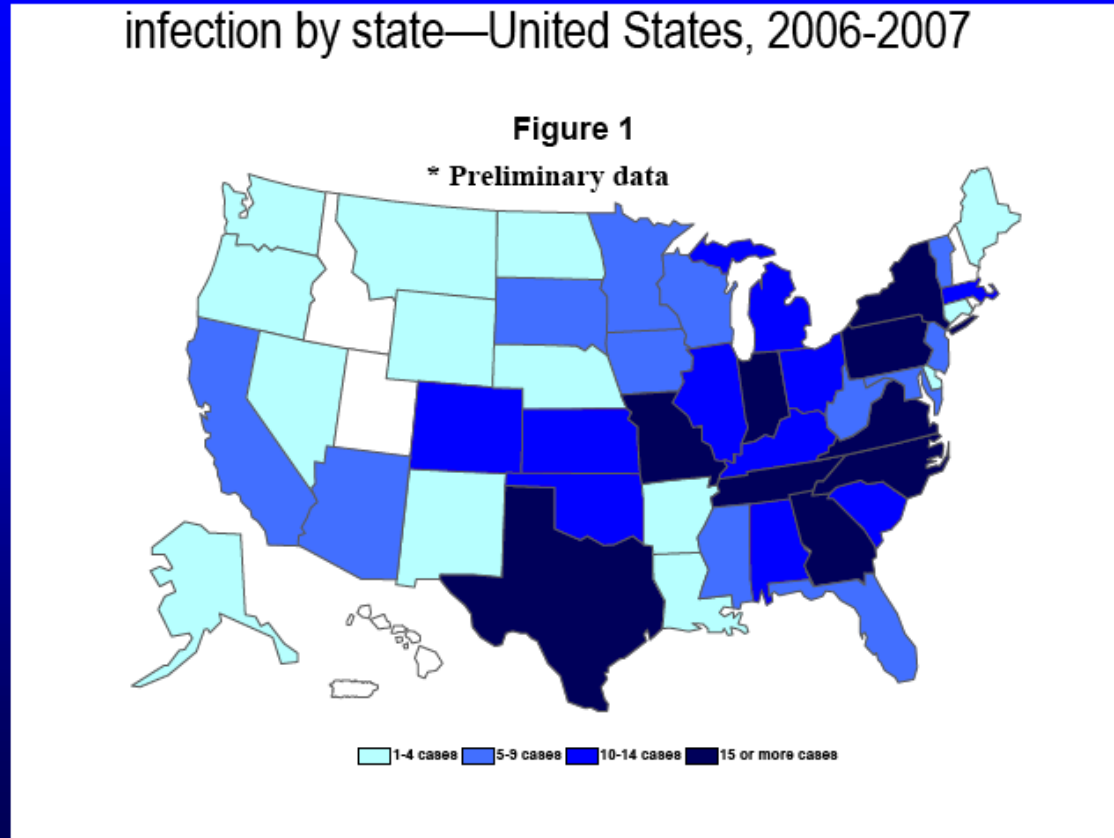 infection by state—United States, 2006-2007
Figure 1
* Preliminary data
1-4 cases 5-9 cases 10-14 cases 15 or more cases